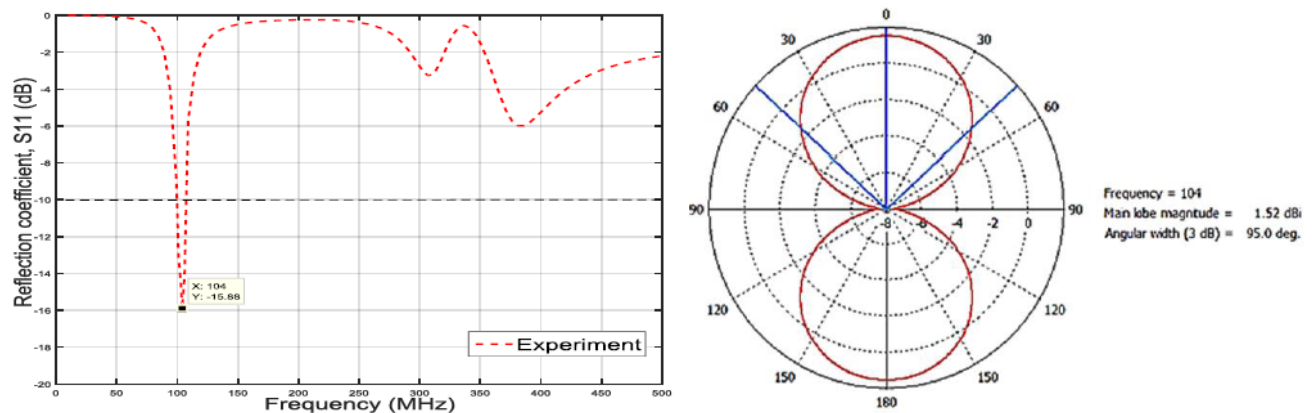 Reflection coefficient, S11 (dB)
0
-2
-4
-6
-8
-10
-12
-14
-16
-18
-20
X: 104
Y: -15.88
Experiment
0 50 100 150 200 250 300 350 400 450 500
Frequency (MHz)
0
30 30
60 60
90 90
-8 -6 -4 -2 0
120 120
150 150
180
Frequency = 104
Main lobe magnitude = 1.52 dBi
Angular width (3 dB) = 95.0 deg.